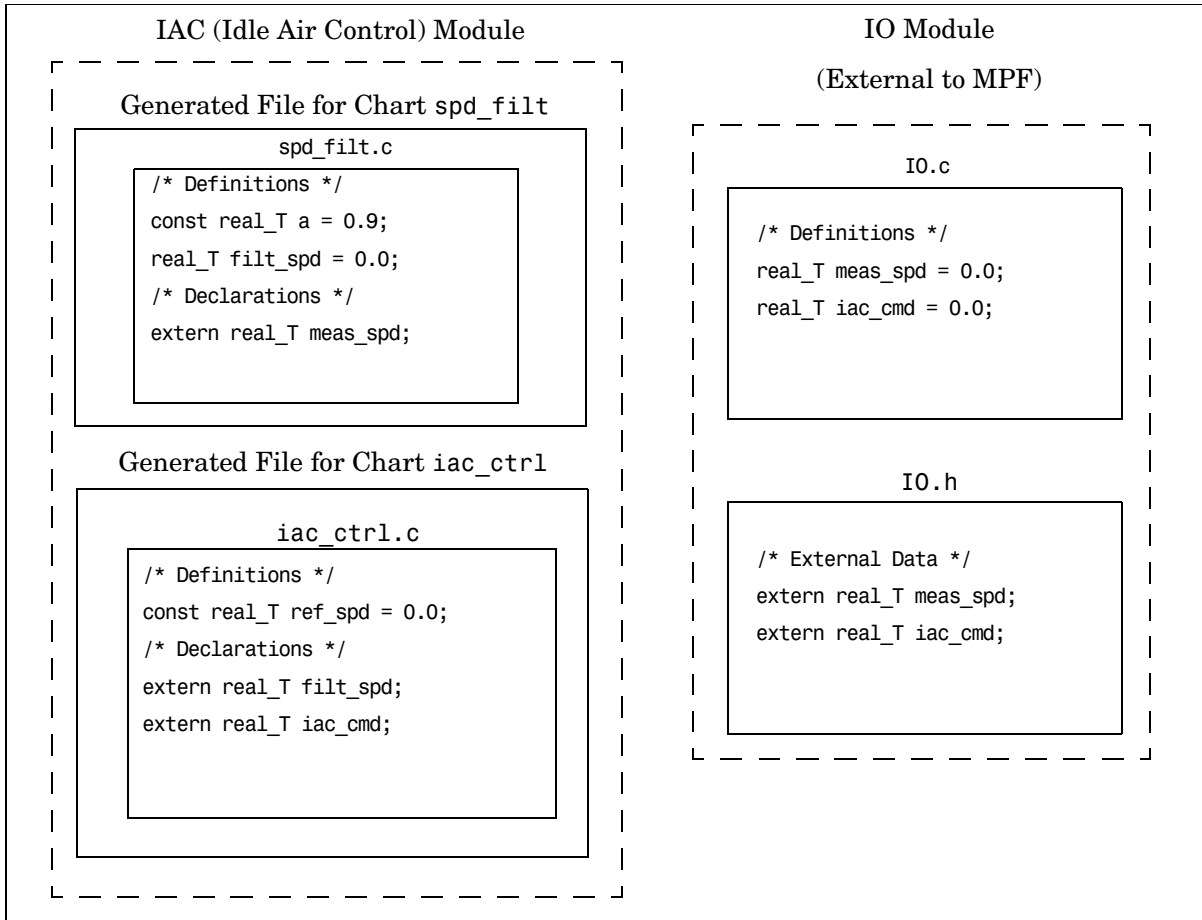 IAC (Idle Air Control) Module
Generated File for Chart spd_filt
spd_filt.c
/* Definitions */
const real_T a = 0.9;
real_T filt_spd = 0.0;
/* Declarations */
extern real_T meas_spd;
Generated File for Chart iac_ctrl
iac_ctrl.c
/* Definitions */
const real_T ref_spd = 0.0;
/* Declarations */
extern real_T filt_spd;
extern real_T iac_cmd;
IO Module
(External to MPF)
IO.c
/* Definitions */
real_T meas_spd = 0.0;
real_T iac_cmd = 0.0;
IO.h
/* External Data */
extern real_T meas_spd;
extern real_T iac_cmd;